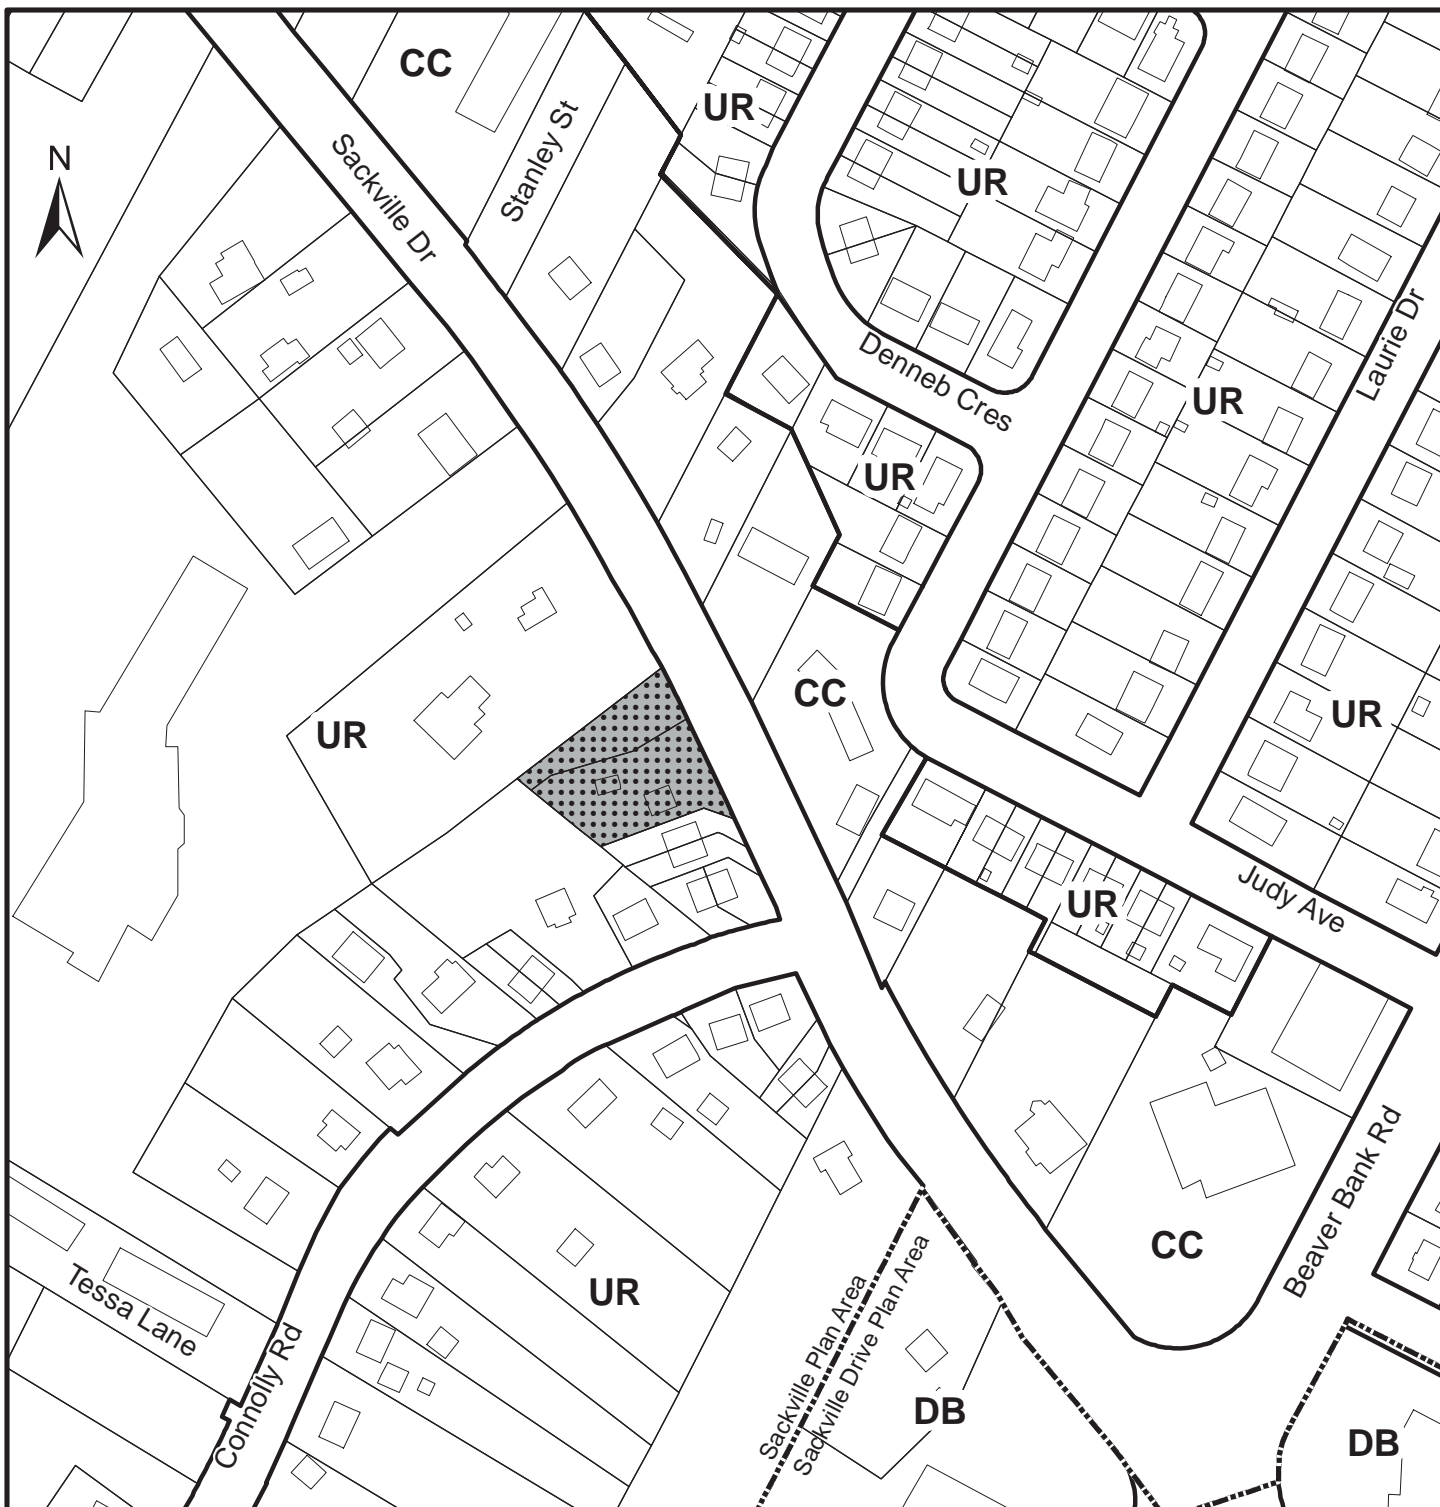 CC
UR
Stanley St
N
Sackville Dr
UR
Laurie Dr
Denneb Cres
UR
UR
CC
UR
UR
Judy Ave
UR
Beaver Bank Rd
CC
Tessa Lane
UR
Connolly Rd
Sackville Plan Area
Sackville Drive Plan Area
DB
DB